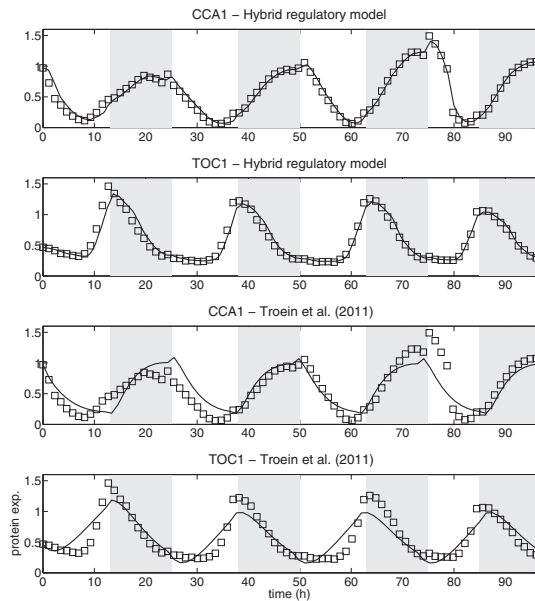 CCA1 – Hybrid regulatory model
1.5
1
0.5
0
0 10 20 30 40 50 60 70 80 90
TOC1 – Hybrid regulatory model
1.5
1
0.5
0
0 10 20 30 40 50 60 70 80 90
CCA1 – Troein et al. (2011)
1.5
1
0.5
0
0 10 20 30 40 50 60 70 80 90
TOC1 – Troein et al. (2011)
1.5
1
0.5
0
protein exp.
0 10 20 30 40 50 60 70 80 90
time (h)